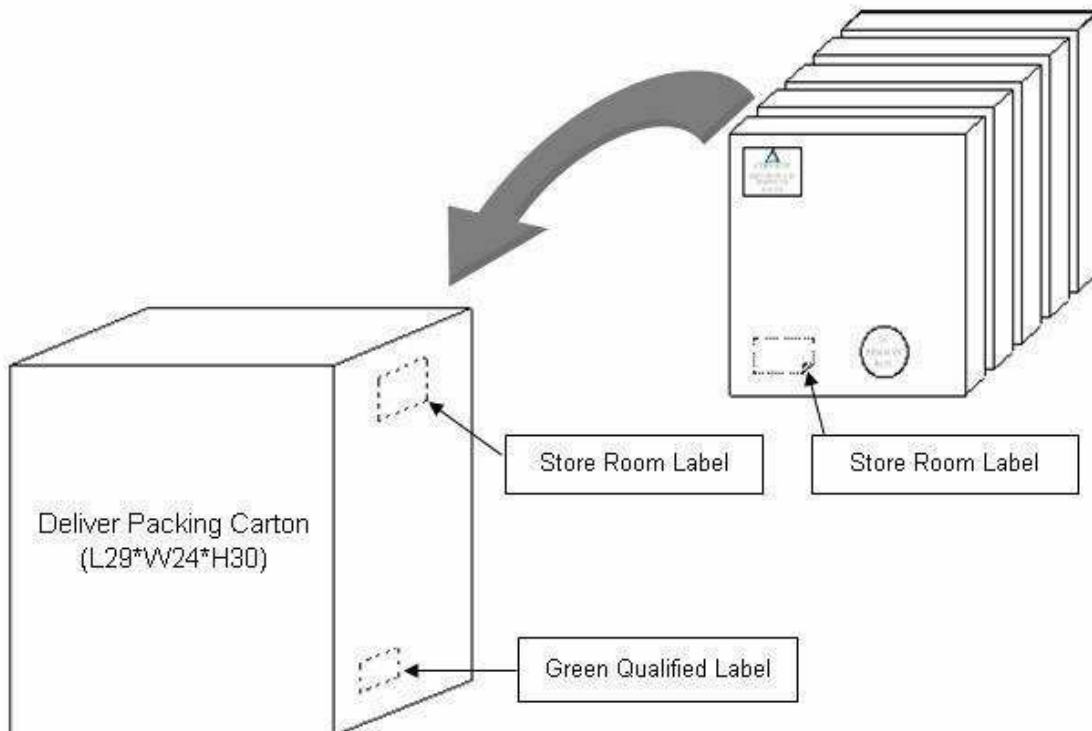 Store Room Label
Store Room Label
Deliver Packing Carton
(L29*W24*H30)
Green Qualified Label